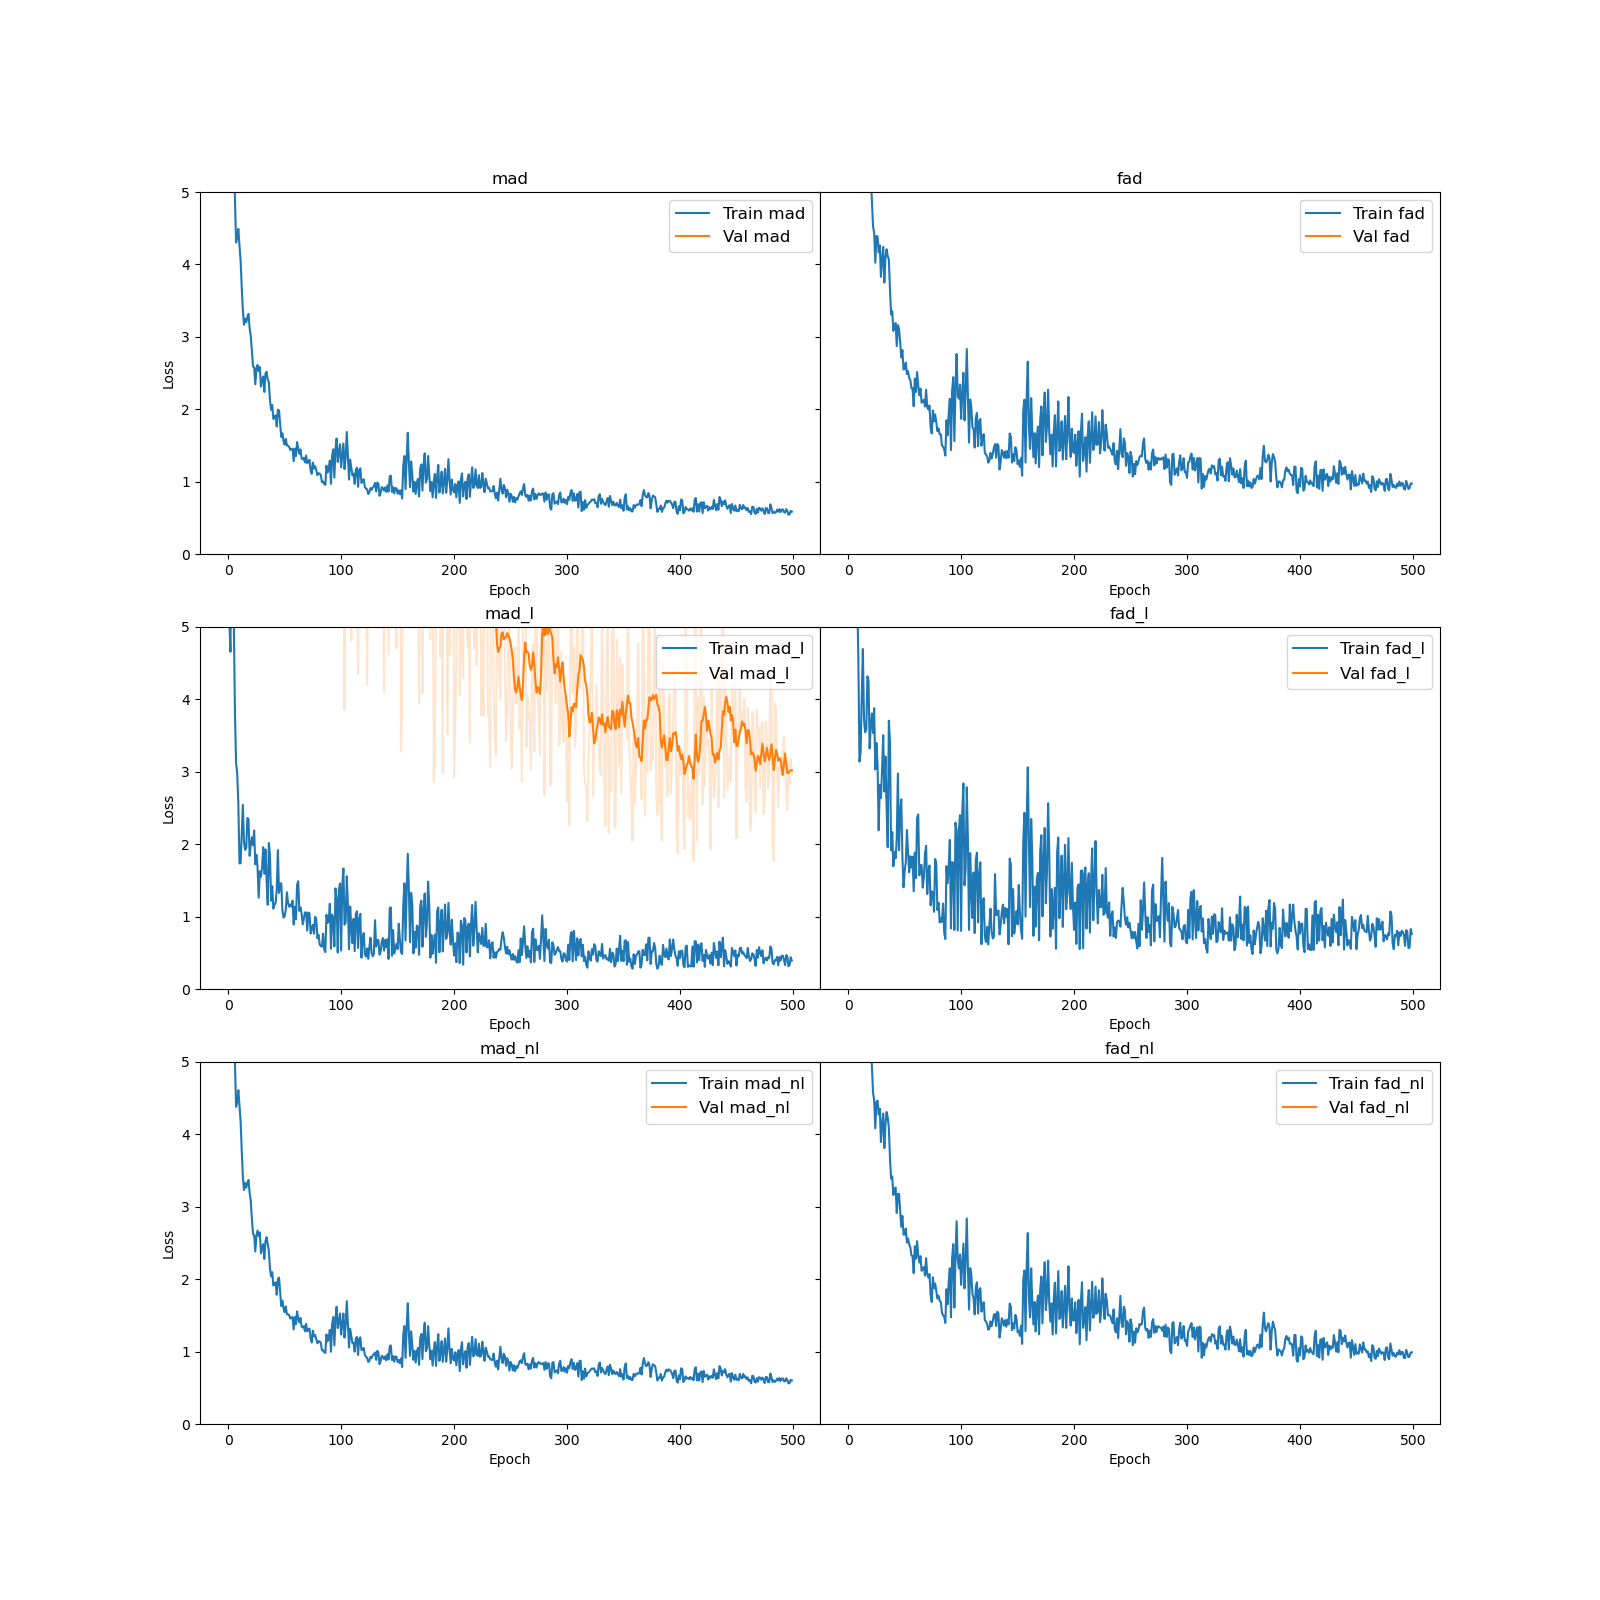 mad
fad
5
4
3
2
1
0
Loss
Train mad
Val mad
Train fad
Val fad
0 100 200 300 400 500
0 100 200 300 400 500
Epoch
Epoch
mad_l
fad_l
5
4
3
2
1
0
Loss
Train mad_l
Val mad_l
Train fad_l
Val fad_l
0 100 200 300 400 500
0 100 200 300 400 500
Epoch
Epoch
mad_nl
fad_nl
5
4
3
2
1
0
Loss
Train mad_nl
Val mad_nl
Train fad_nl
Val fad_nl
0 100 200 300 400 500
0 100 200 300 400 500
Epoch
Epoch